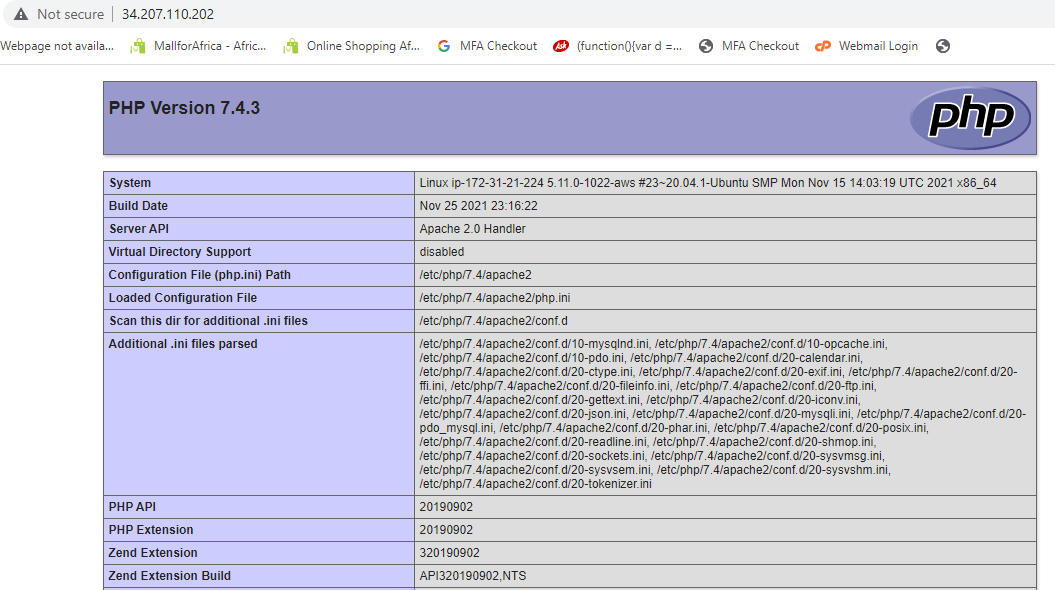 Not secure 34.207.110.202
Webpage not availa... MallforAfrica - Afric... Online Shopping Af... MFA Checkout Ask (function(){var d =... MFA Checkout cP Webmail Login
PHP Version 7.4.3
php
System Linux ip-172-31-21-224 5.11.0-1022-aws #23~20.04.1-Ubuntu SMP Mon Nov 15 14:03:19 UTC 2021 x86_64
Build Date Nov 25 2021 23:16:22
Server API Apache 2.0 Handler
Virtual Directory Support disabled
Configuration File (php.ini) Path /etc/php/7.4/apache2
Loaded Configuration File /etc/php/7.4/apache2/php.ini
Scan this dir for additional .ini files /etc/php/7.4/apache2/conf.d
Additional .ini files parsed /etc/php/7.4/apache2/conf.d/10-mysqlnd.ini, /etc/php/7.4/apache2/conf.d/10-opcache.ini,
/etc/php/7.4/apache2/conf.d/10-pdo.ini, /etc/php/7.4/apache2/conf.d/20-calendar.ini,
/etc/php/7.4/apache2/conf.d/20-ctype.ini, /etc/php/7.4/apache2/conf.d/20-exif.ini, /etc/php/7.4/apache2/conf.d/20-
ffi.ini, /etc/php/7.4/apache2/conf.d/20-fileinfo.ini, /etc/php/7.4/apache2/conf.d/20-ftp.ini,
/etc/php/7.4/apache2/conf.d/20-gettext.ini, /etc/php/7.4/apache2/conf.d/20-iconv.ini,
/etc/php/7.4/apache2/conf.d/20-json.ini, /etc/php/7.4/apache2/conf.d/20-mysqli.ini, /etc/php/7.4/apache2/conf.d/20-
pdo_mysql.ini, /etc/php/7.4/apache2/conf.d/20-phar.ini, /etc/php/7.4/apache2/conf.d/20-posix.ini,
/etc/php/7.4/apache2/conf.d/20-readline.ini, /etc/php/7.4/apache2/conf.d/20-shmop.ini,
/etc/php/7.4/apache2/conf.d/20-sockets.ini, /etc/php/7.4/apache2/conf.d/20-sysvmsg.ini,
/etc/php/7.4/apache2/conf.d/20-sysvsem.ini, /etc/php/7.4/apache2/conf.d/20-sysvshm.ini,
/etc/php/7.4/apache2/conf.d/20-tokenizer.ini
PHP API 20190902
PHP Extension 20190902
Zend Extension 320190902
Zend Extension Build API320190902,NTS